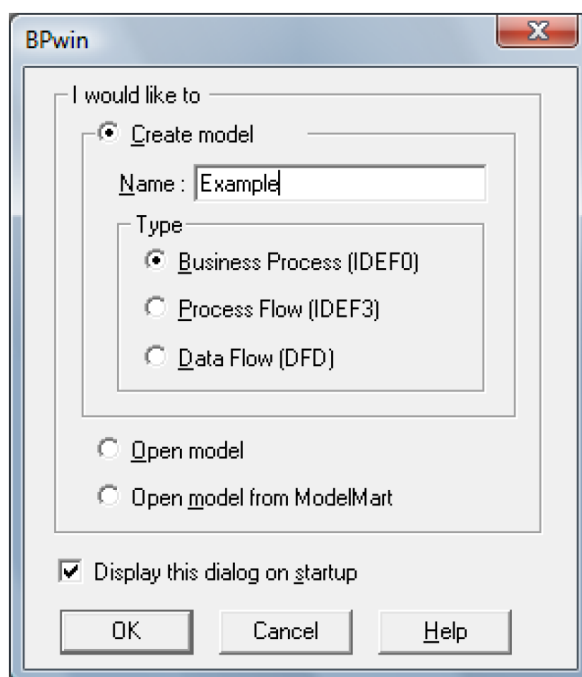 BPwin
I would like to
Create model
Name : Example
Type
Business Process (IDEF0)
Process Flow (IDEF3)
Data Flow (DFD)
Open model
Open model from ModelMart
Display this dialog on startup
OK Cancel Help